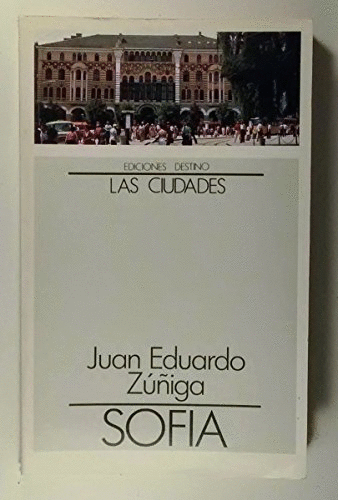 EDICIONES DESTINO
LAS CIUDADES
Juan Eduardo
Zúñiga
SOFIA